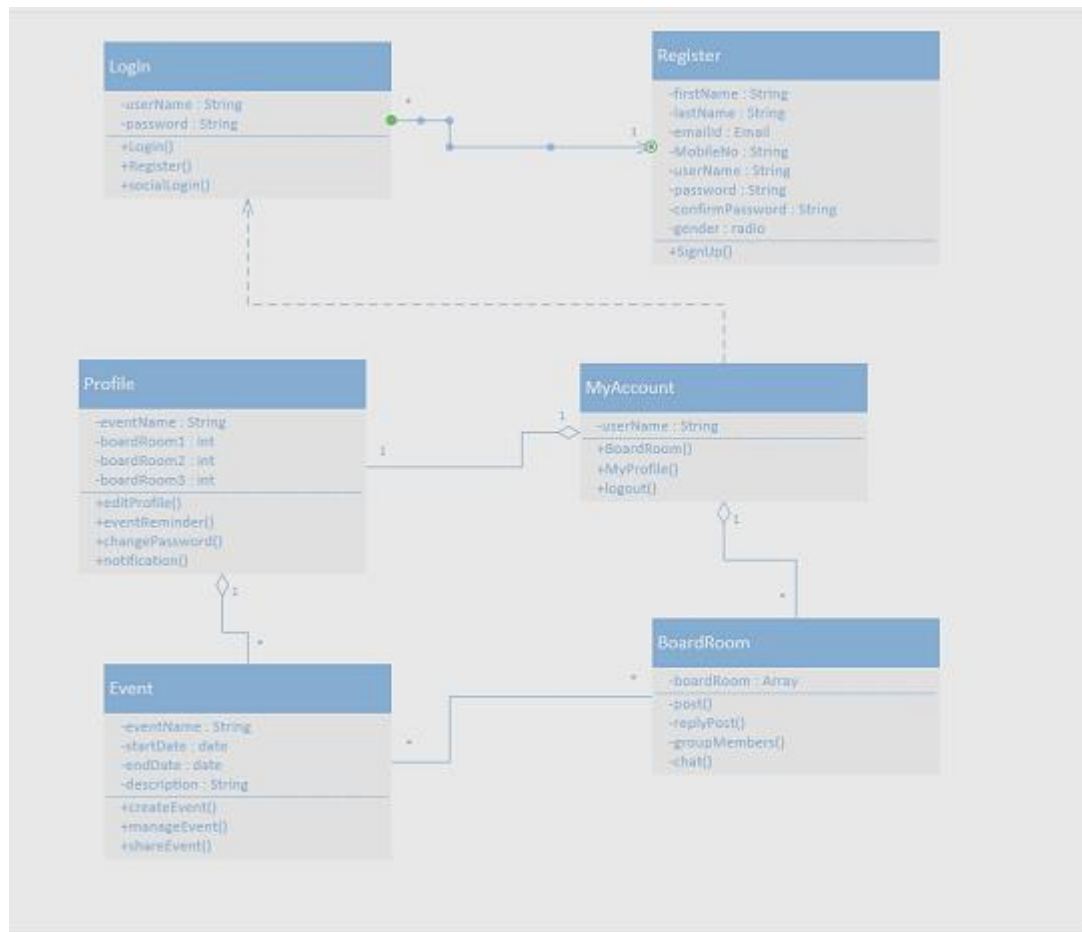 Login
-userName : String
-password : String
+Login()
+Register()
+socialLogin()
*
1
Register
-firstName : String
-lastName : String
-emailId : Email
-MobileNo : String
-userName : String
-password : String
-confirmPassword : String
-gender : radio
+SignUp()
Profile
-eventName : String
-boardRoom1 : int
-boardRoom2 : int
-boardRoom3 : int
+editProfile()
+eventReminder()
+changePassword()
+notification()
1
1
MyAccount
-userName : String
+BoardRoom()
+MyProfile()
+logout()
1
*
1
*
Event
-eventName : String
-startDate : date
-endDate : date
-description : String
+createEvent()
+manageEvent()
+shareEvent()
*
*
BoardRoom
-boardRoom : Array
-post()
-replyPost()
-groupMembers()
-chat()